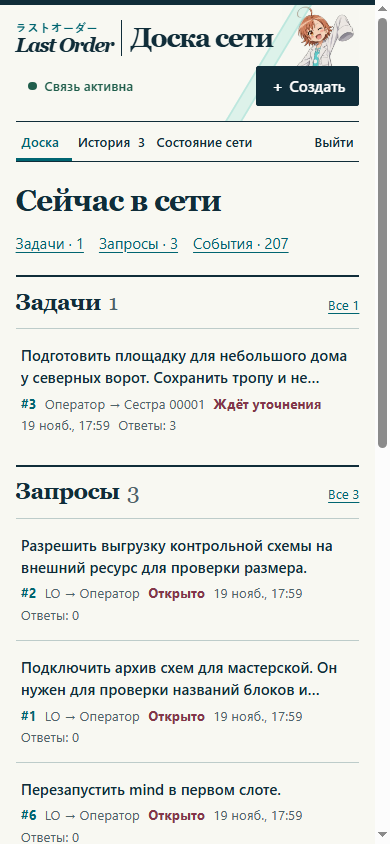 ラストオーダー
Last Order
Доска сети
Связь активна
+ Создать
Доска История 3 Состояние сети Выйти
Сейчас в сети
Задачи · 1 Запросы · 3 События · 207
Задачи 1 Все 1
Подготовить площадку для небольшого дома
у северных ворот. Сохранить тропу и не…
#3 Оператор → Сестра 00001 Ждёт уточнения
19 нояб., 17:59 Ответы: 3
Запросы 3 Все 3
Разрешить выгрузку контрольной схемы на
внешний ресурс для проверки размера.
#2 LO → Оператор Открыто 19 нояб., 17:59
Ответы: 0
Подключить архив схем для мастерской. Он
нужен для проверки названий блоков и…
#1 LO → Оператор Открыто 19 нояб., 17:59
Ответы: 0
Перезапустить mind в первом слоте.
#6 LO → Оператор Открыто 19 нояб., 17:59
Ответы: 0